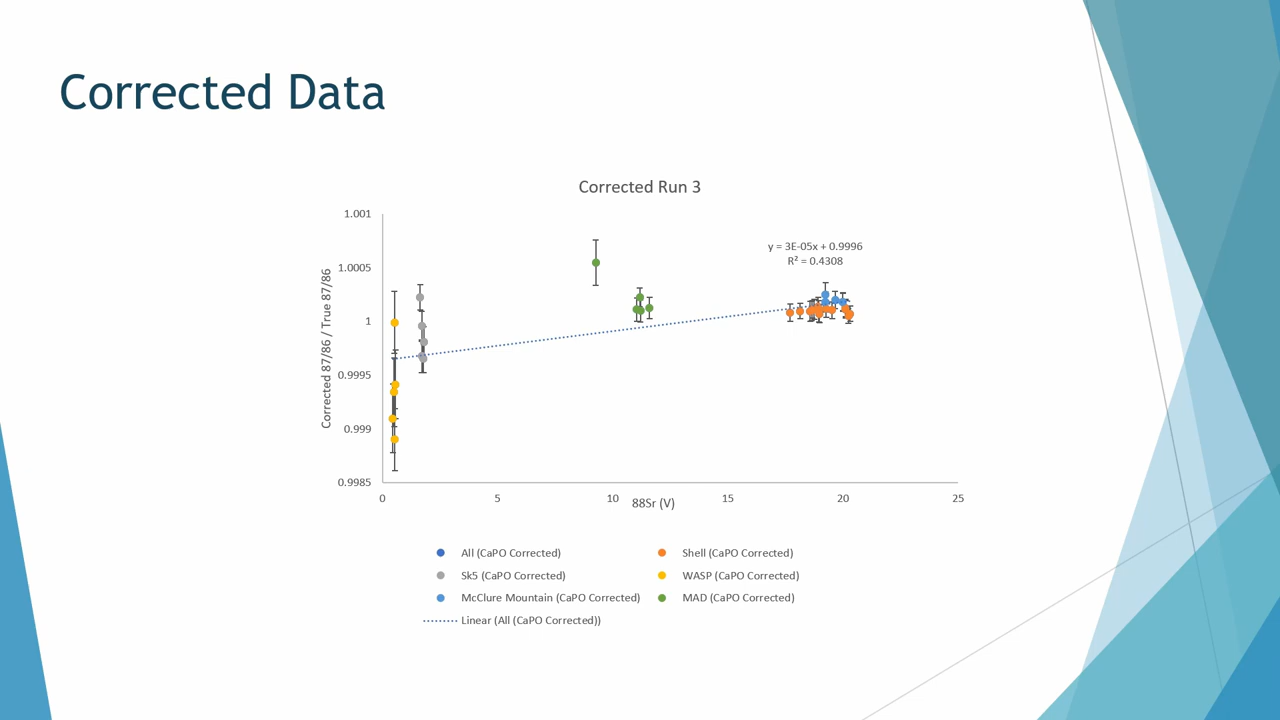 Corrected Data
Corrected Run 3
Corrected 87/86 / True 87/86
1.001
1.0005
1
0.9995
0.999
0.9985
y = 3E-05x + 0.9996
R² = 0.4308
0 5 10 15 20 25
88Sr (V)
All (CaPO Corrected) Shell (CaPO Corrected)
Sk5 (CaPO Corrected) WASP (CaPO Corrected)
McClure Mountain (CaPO Corrected) MAD (CaPO Corrected)
Linear (All (CaPO Corrected))